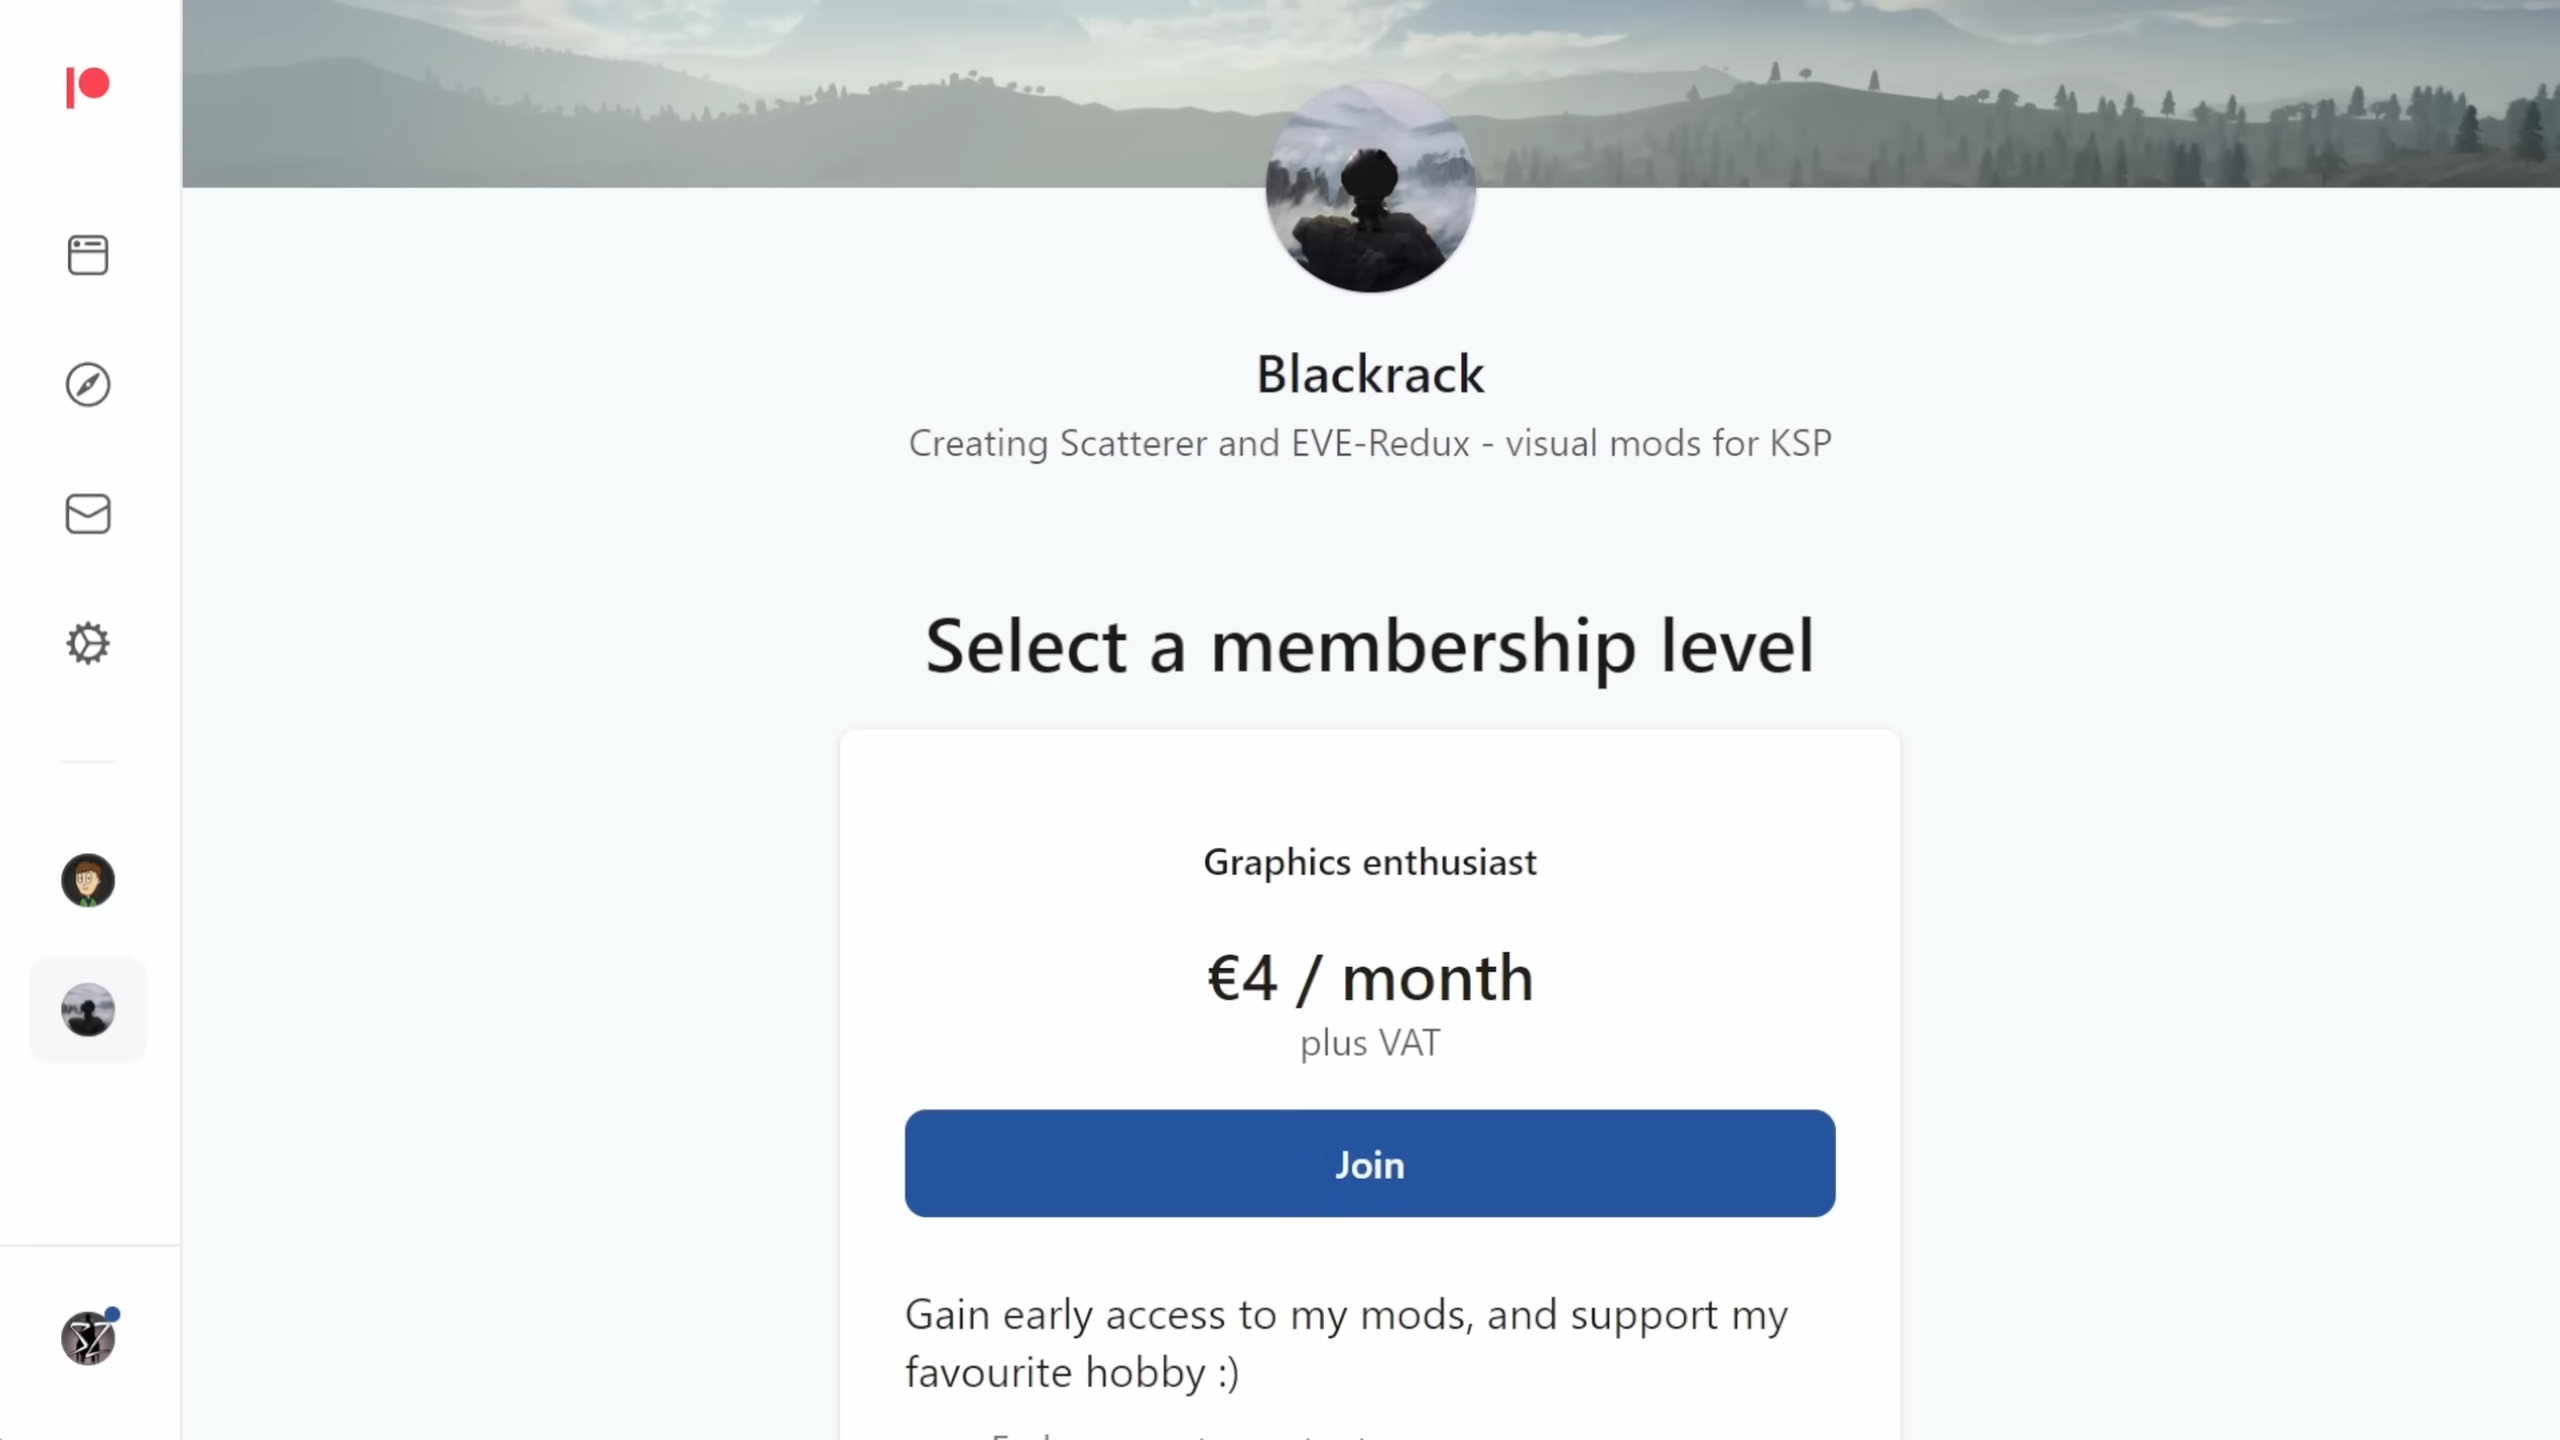 Blackrack
Creating Scatterer and EVE-Redux - visual mods for KSP
Select a membership level
Graphics enthusiast
€4 / month
plus VAT
Join
Gain early access to my mods, and support my
favourite hobby :)